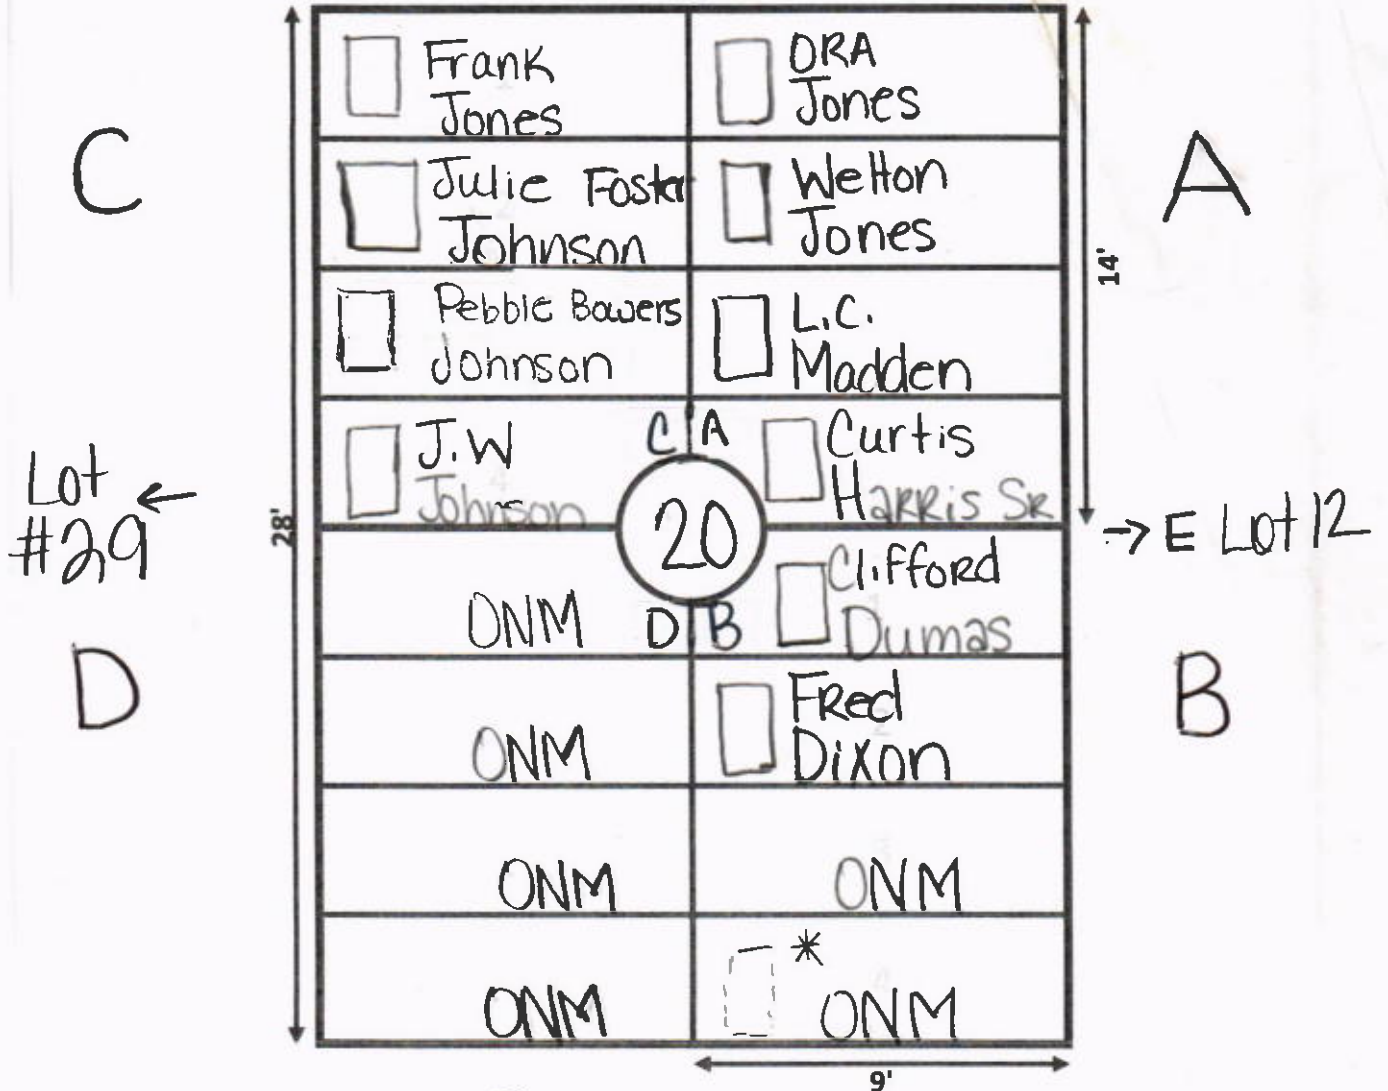 C
Frank
Jones
ORA
Jones
A
Julie Foster
Johnson
Welton
Jones
14'
Pebble Bowers
Johnson
L.C.
Madden
Lot
#29
28'
J.W
Johnson
C A
Curtis
HARRis SR
20
E Lot 12
D
ONM
D B
Clifford
Dumas
B
ONM
FRed
Dixon
ONM
ONM
ONM
*
ONM
9'